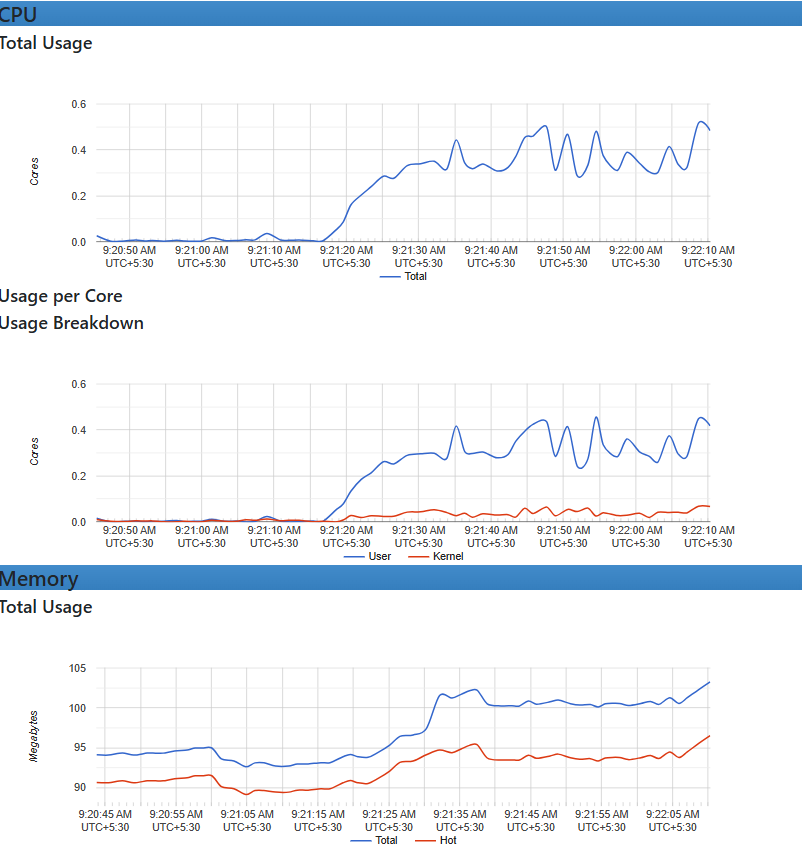 CPU
Total Usage
0.6
0.4
0.2
0.0
Cores
9:20:50 AM 9:21:00 AM 9:21:10 AM 9:21:20 AM 9:21:30 AM 9:21:40 AM 9:21:50 AM 9:22:00 AM 9:22:10 AM
UTC+5:30 UTC+5:30 UTC+5:30 UTC+5:30 UTC+5:30 UTC+5:30 UTC+5:30 UTC+5:30 UTC+5:30
Total
Usage per Core
Usage Breakdown
0.6
0.4
0.2
0.0
Cores
9:20:50 AM 9:21:00 AM 9:21:10 AM 9:21:20 AM 9:21:30 AM 9:21:40 AM 9:21:50 AM 9:22:00 AM 9:22:10 AM
UTC+5:30 UTC+5:30 UTC+5:30 UTC+5:30 UTC+5:30 UTC+5:30 UTC+5:30 UTC+5:30 UTC+5:30
User Kernel
Memory
Total Usage
105
100
95
90
Megabytes
9:20:45 AM 9:20:55 AM 9:21:05 AM 9:21:15 AM 9:21:25 AM 9:21:35 AM 9:21:45 AM 9:21:55 AM 9:22:05 AM
UTC+5:30 UTC+5:30 UTC+5:30 UTC+5:30 UTC+5:30 UTC+5:30 UTC+5:30 UTC+5:30 UTC+5:30
Total Hot